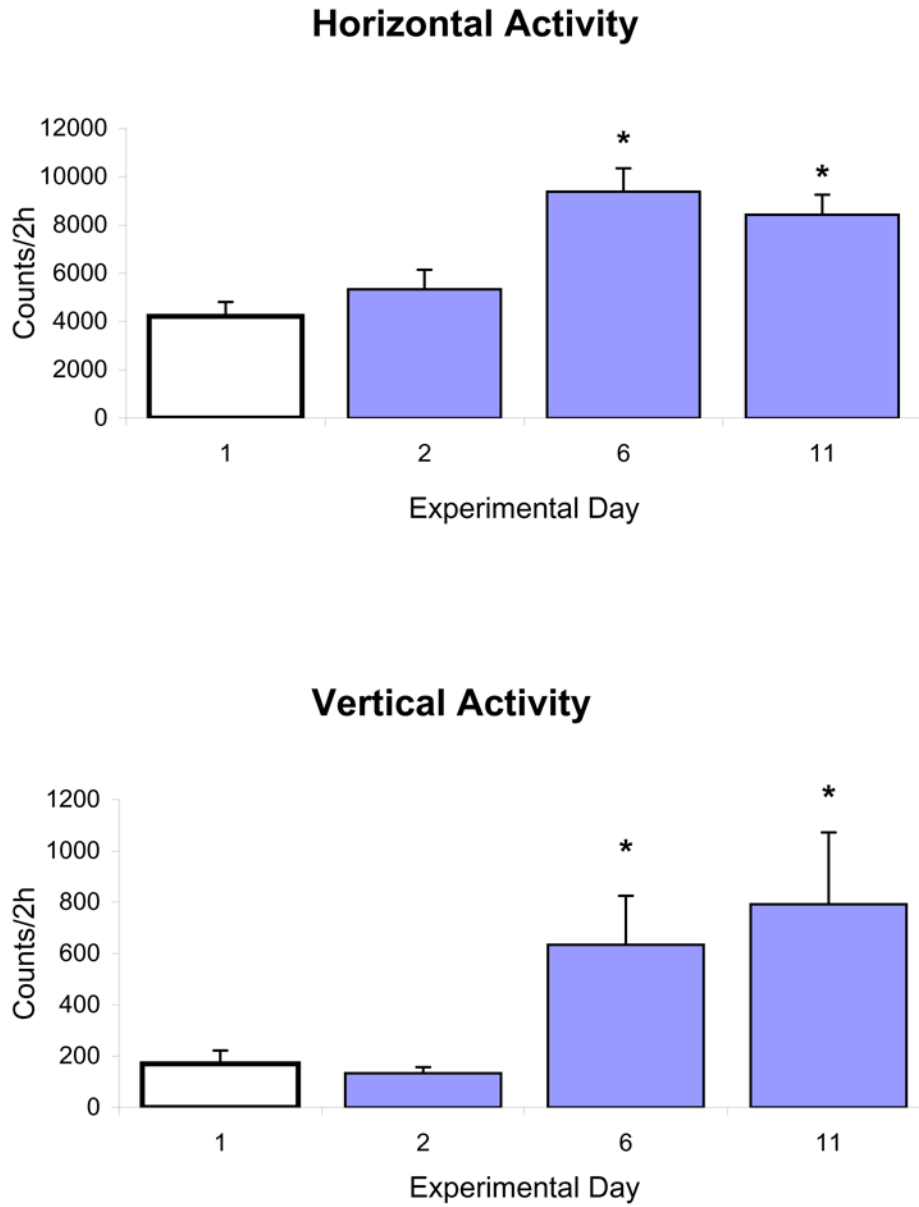 Horizontal Activity
12000
*
10000
*
8000
6000
4000
2000
0
Counts/2h
1 2 6 11
Experimental Day
Vertical Activity
1200
*
1000
*
800
600
400
200
0
Counts/2h
1 2 6 11
Experimental Day